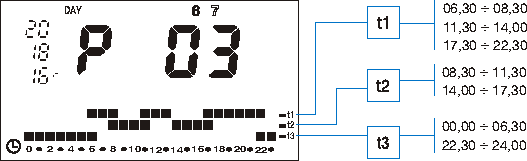 DAY 6 7
20
18
16
P 03
t1
t2
t3
0 2 4 6 8 10 12 14 16 18 20 22
t1
06,30 ÷ 08,30
11,30 ÷ 14,00
17,30 ÷ 22,30
t2
08,30 ÷ 11,30
14,00 ÷ 17,30
t3
00,00 ÷ 06,30
22,30 ÷ 24,00